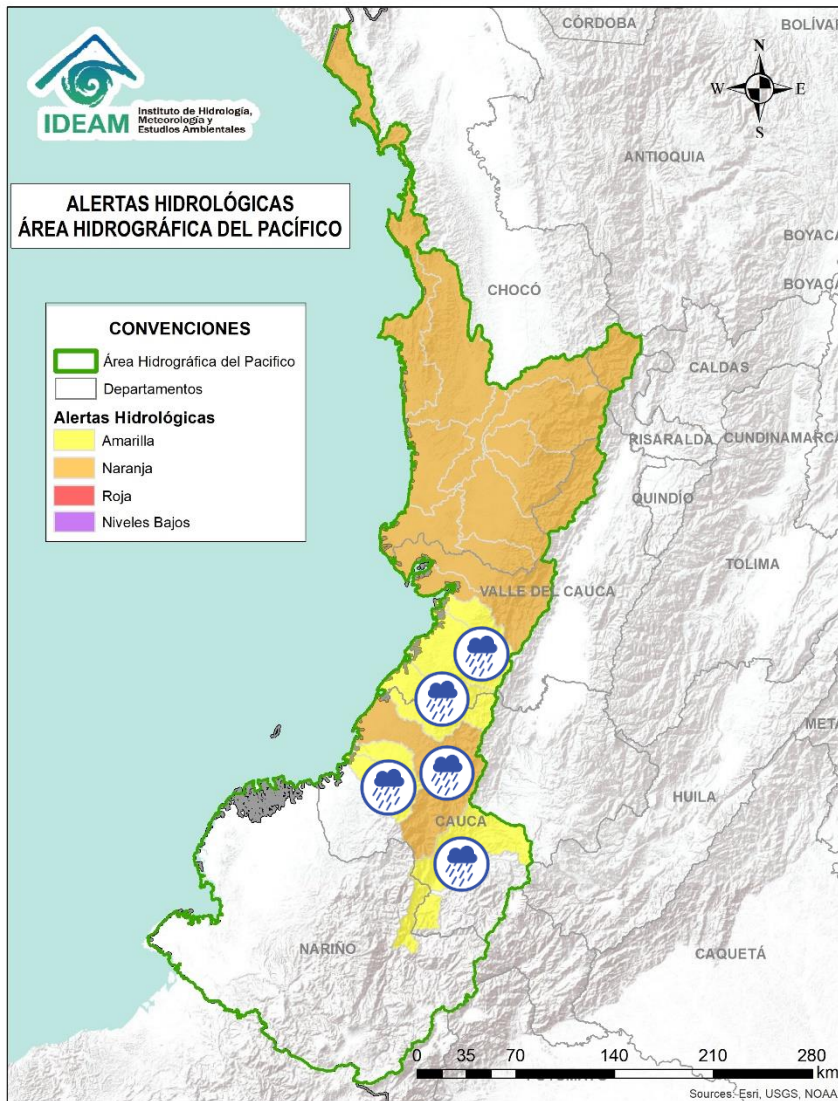 IDEAM
Instituto de Hidrología,
Meteorología y
Estudios Ambientales
ALERTAS HIDROLÓGICAS
ÁREA HIDROGRÁFICA DEL PACÍFICO
CONVENCIONES
Área Hidrográfica del Pacifico
Departamentos
Alertas Hidrológicas
Amarilla
Naranja
Roja
Niveles Bajos
CÓRDOBA
BOLÍVA
N
W
E
S
ANTIOQUIA
BOYACA
BOYACA
CHOCÓ
CALDAS
RISARALDA
CUNDINAMARCA
QUINDÍO
TOLIMA
VALLE DEL CAUCA
META
HUILA
CAUCA
NARIÑO
CAQUETÁ
0 35 70 140 210 280
km
Sources: Esri, USGS, NOAA